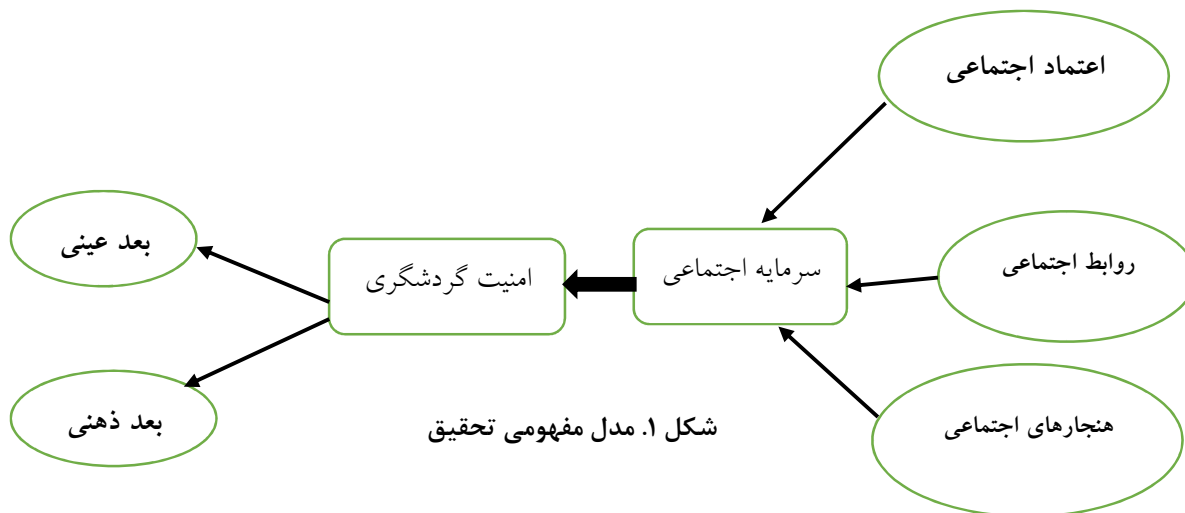 اعتماد اجتماعی
روابط اجتماعی
هنجارهای اجتماعی
سرمایه اجتماعی
امنیت گردشگری
بعد عینی
بعد ذهنی
شکل ۱. مدل مفهومی تحقیق